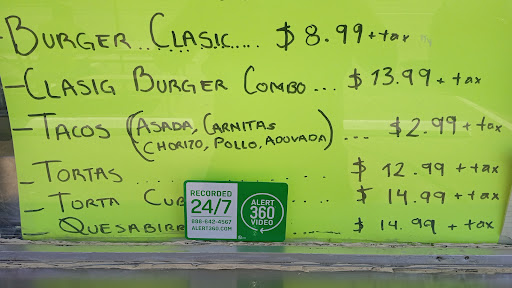 - BURGER CLASIC.... $8.99 + tax
- CLASIG BURGER COMBO... $13.99 + tax
- TACOS (ASADA, CARNITAS $2.99 + tax
CHORIZO, POLLO, ADOVADA)...
- TORTAS ... $12.99 + tax
- TORTA CUB $14.99 + tax
- QUESABIRR $14.99 + tax
RECORDED
24/7
888-642-4567
ALERT360.COM
ALERT
360
VIDEO